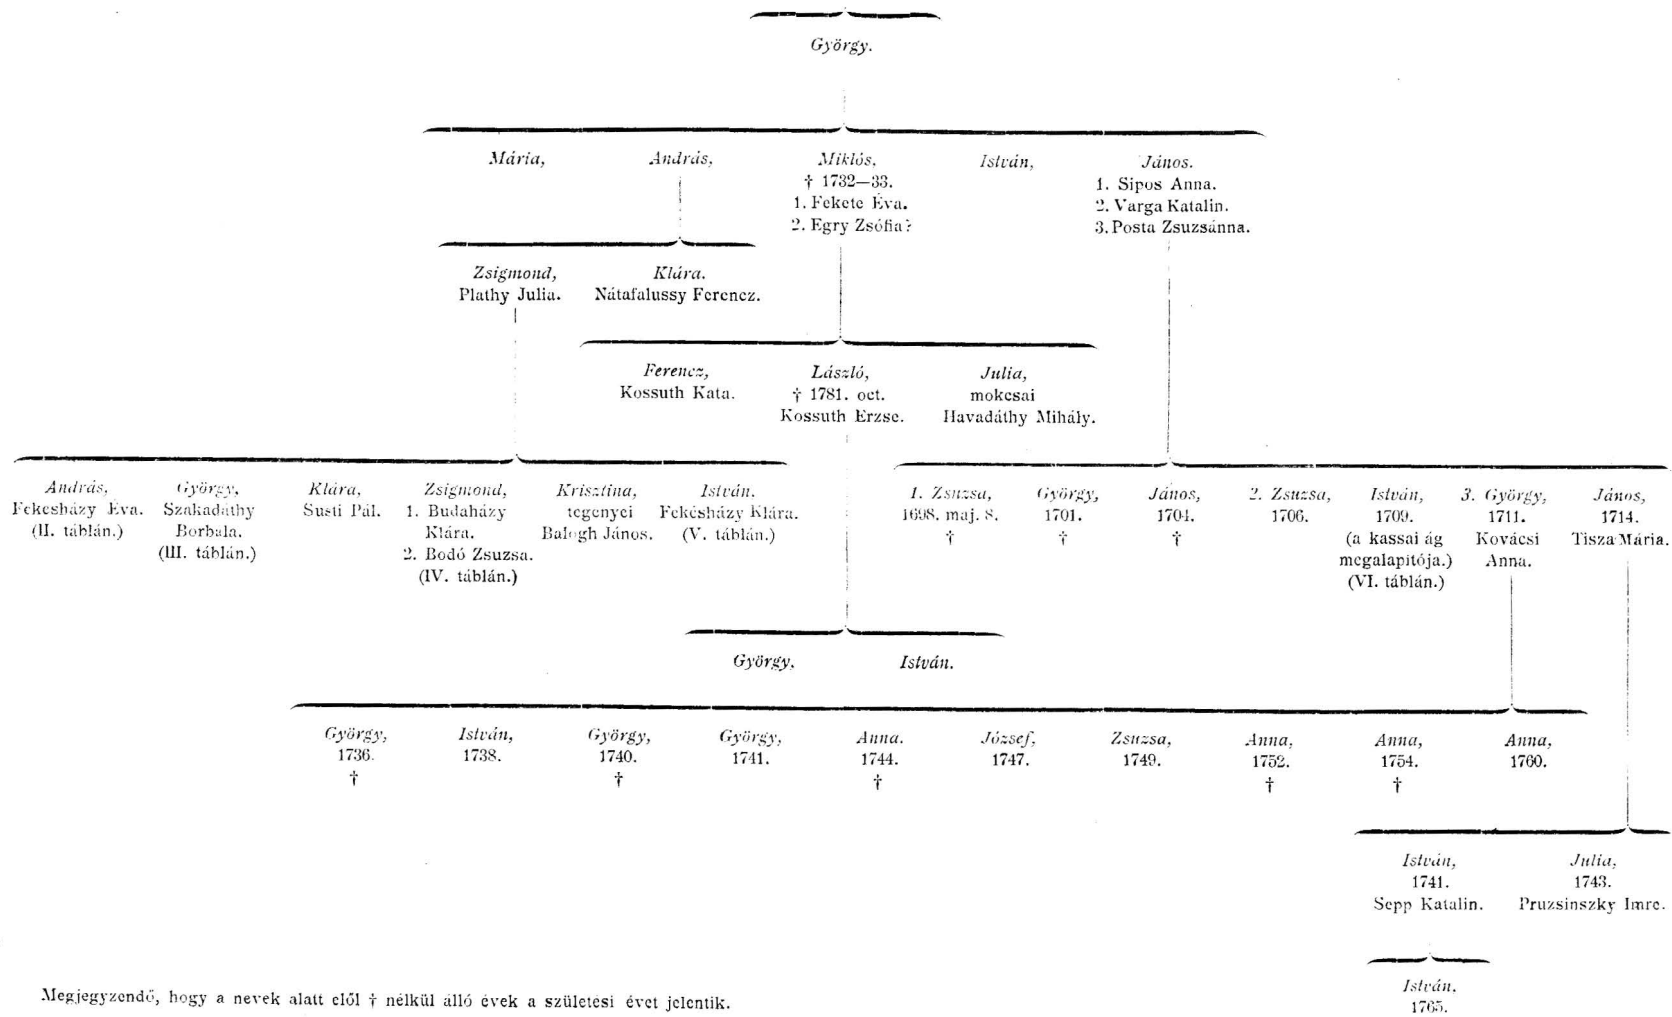 György.
Mária,
András,
Miklós,
† 1732—33.
1. Fekete Éva.
2. Egry Zsófia?
István,
János.
1. Sipos Anna.
2. Varga Katalin.
3. Posta Zsuzsánna.
Zsigmond,
Plathy Julia.
Klára.
Nátafalussy Ferencz.
Ferencz,
Kossuth Kata.
László,
† 1781. oct.
Kossuth Erzse.
Julia,
mokcsai
Havadáthy Mihály.
András,
Fekésházy Éva.
(II. táblán.)
György,
Szakadáthy
Borbala.
(III. táblán.)
Klára,
Susti Pál.
Zsigmond,
1. Budaházy
Klára.
2. Bodó Zsuzsa.
(IV. táblán.)
Krisztina,
tegenyei
Balogh János.
István.
Fekésházy Klára.
(V. táblán.)
1. Zsuzsa,
1698. maj. 8.
†
György,
1701.
†
János,
1704.
†
2. Zsuzsa,
1706.
István,
1709.
(a kassai ág
megalapítója.)
(VI. táblán.)
3. György,
1711.
Kovácsi
Anna.
János,
1714.
Tisza Mária.
György,
István.
György,
1736.
†
István,
1738.
György,
1740.
†
György,
1741.
Anna.
1744.
†
József,
1747.
Zsuzsa,
1749.
Anna,
1752.
†
Anna,
1754.
†
Anna,
1760.
István,
1741.
Sepp Katalin.
Julia,
1743.
Pruzsinszky Imre.
István.
1765.
Megjegyzendő, hogy a nevek alatt elől † nélkül álló évek a születési évet jelentik.